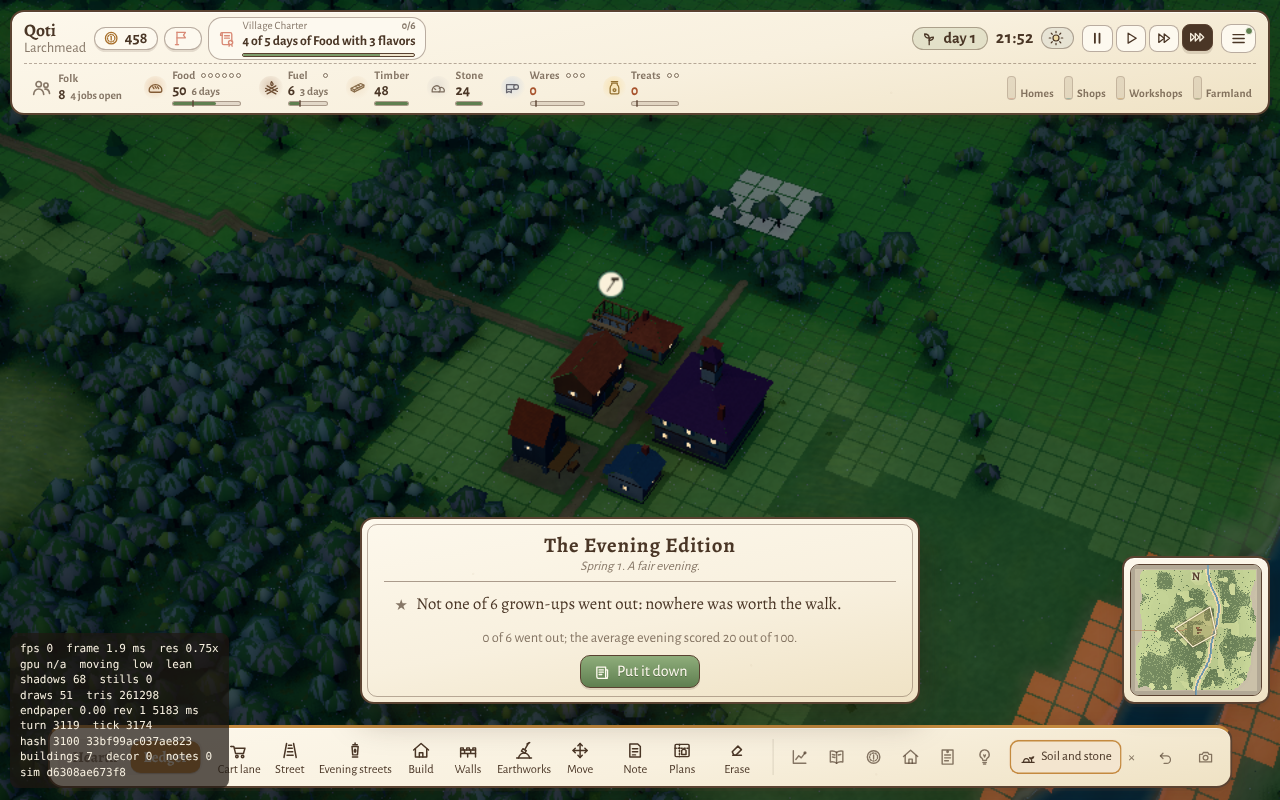 Qoti
Larchmead
458
Village Charter 0/6
4 of 5 days of Food with 3 flavors
day 1 21:52
Folk
8 4 jobs open
Food
50 6 days
Fuel
6 3 days
Timber
48
Stone
24
Wares
0
Treats
0
Homes Shops Workshops Farmland
The Evening Edition
Spring 1. A fair evening.
★ Not one of 6 grown-ups went out: nowhere was worth the walk.
0 of 6 went out; the average evening scored 20 out of 100.
Put it down
N
fps 0 frame 1.9 ms res 0.75x
gpu n/a moving low lean
shadows 68 stills 0
draws 51 tris 261298
endpaper 0.00 rev 1 5183 ms
turn 3119 tick 3174
hash 3100 33bf99ac037ae823
buildings 7 decor 0 notes 0
sim d6308ae673f8
Cart lane Street Evening streets Build Walls Earthworks Move Note Plans Erase Soil and stone ×